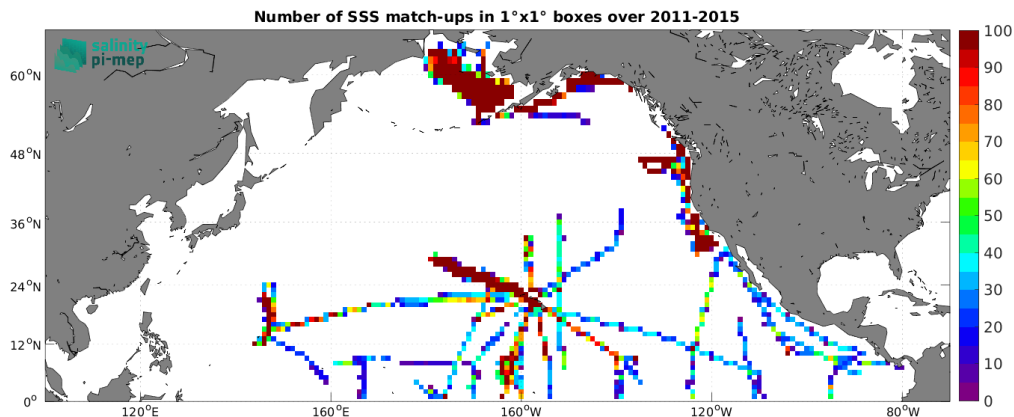 Number of SSS match-ups in 1°x1° boxes over 2011-2015
salinity
pi-mep
60°N
48°N
36°N
24°N
12°N
0°
120°E
160°E
160°W
120°W
80°W
100
90
80
70
60
50
40
30
20
10
0